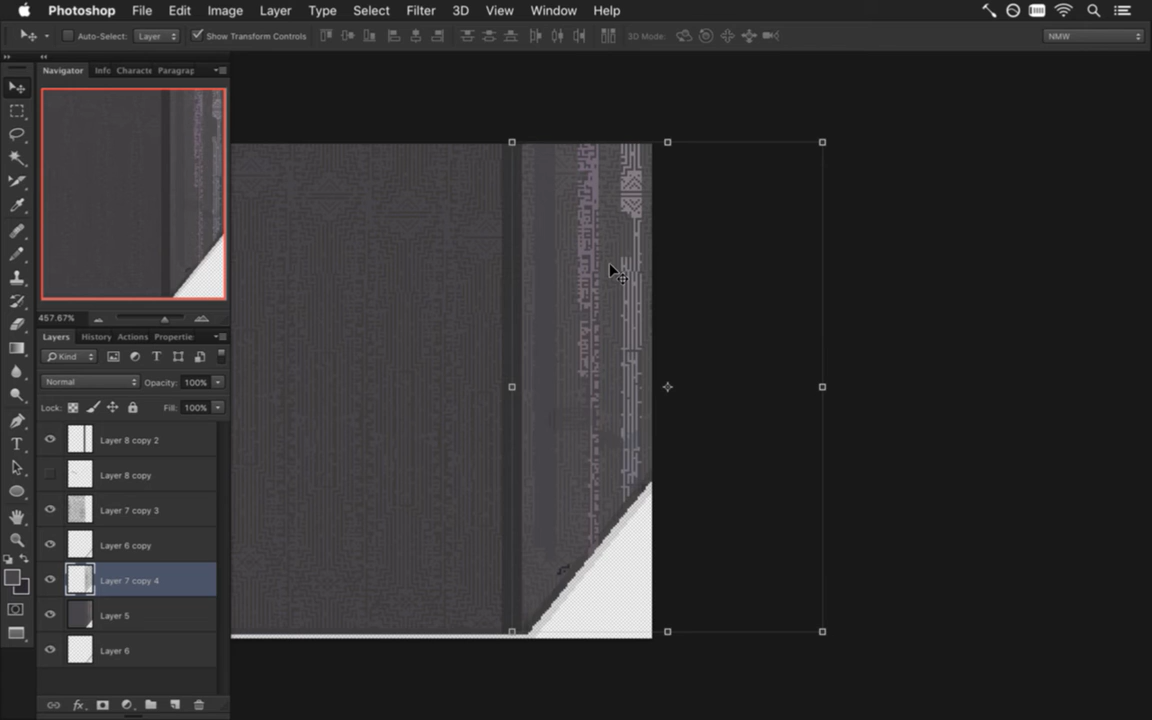 Photoshop File Edit Image Layer Type Select Filter 3D View Window Help
Auto-Select: Layer Show Transform Controls 3D Mode: NMW
Navigator Info Characte Paragrap
457.67%
Layers History Actions Propertie
Kind T
Normal Opacity: 100%
Lock: Fill: 100%
Layer 8 copy 2
Layer 8 copy
Layer 7 copy 3
Layer 6 copy
Layer 7 copy 4
Layer 5
Layer 6
fx